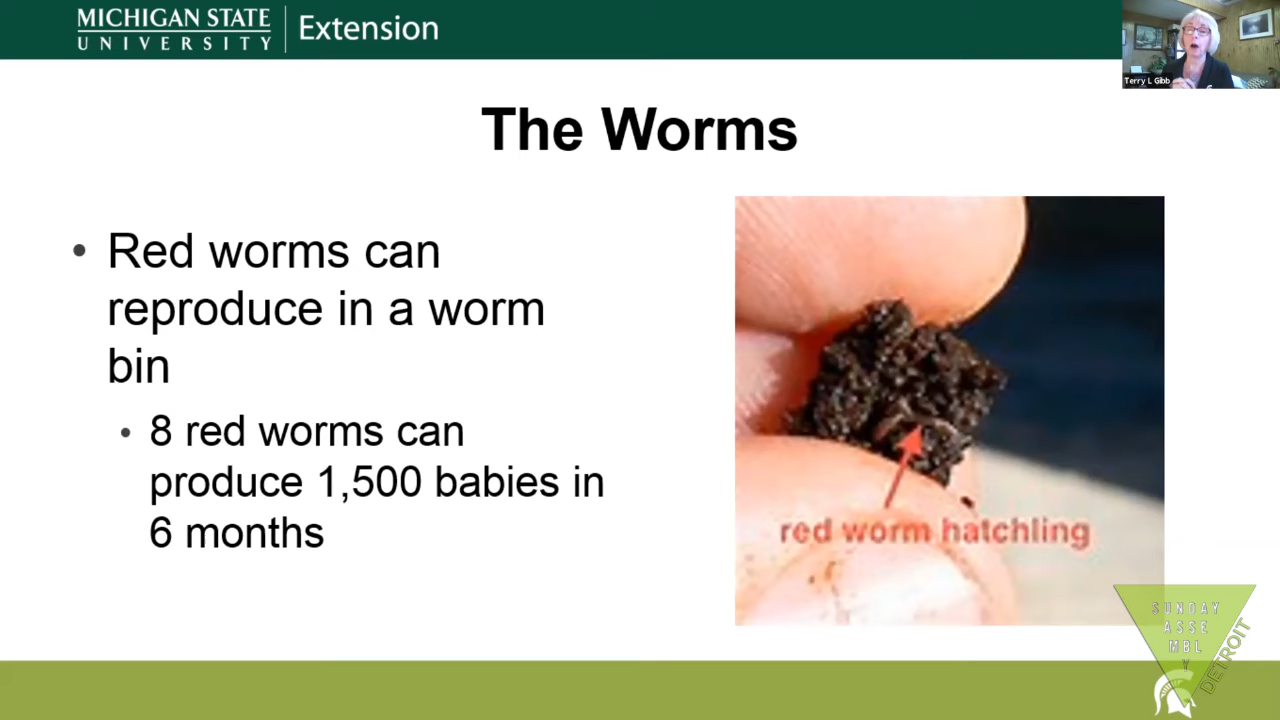 MICHIGAN STATE
UNIVERSITY
Extension
Terry L Gibb
The Worms
• Red worms can
reproduce in a worm
bin
• 8 red worms can
produce 1,500 babies in
6 months
red worm hatchling
SUNDAY
ASSE
MBL
Y
DETROIT